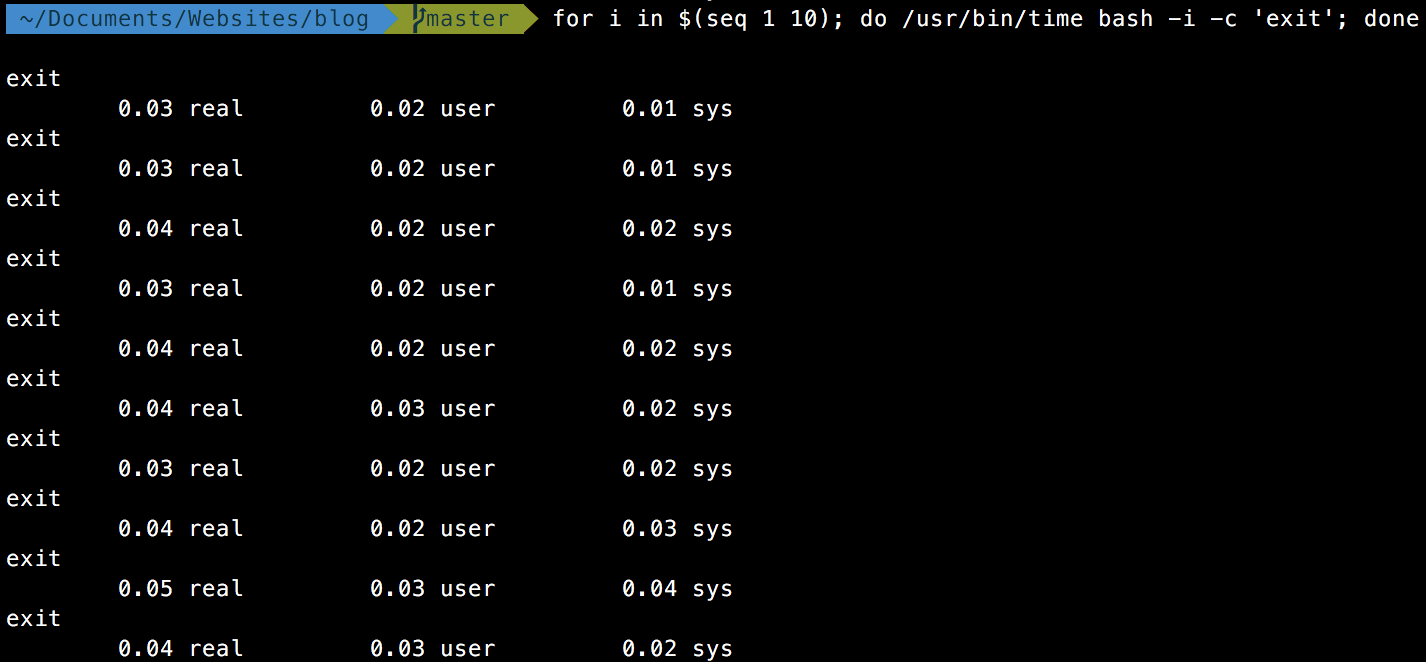 ~/Documents/Websites/blog master for i in $(seq 1 10); do /usr/bin/time bash -i -c 'exit'; done
exit
0.03 real 0.02 user 0.01 sys
exit
0.03 real 0.02 user 0.01 sys
exit
0.04 real 0.02 user 0.02 sys
exit
0.03 real 0.02 user 0.01 sys
exit
0.04 real 0.02 user 0.02 sys
exit
0.04 real 0.03 user 0.02 sys
exit
0.03 real 0.02 user 0.02 sys
exit
0.04 real 0.02 user 0.03 sys
exit
0.05 real 0.03 user 0.04 sys
exit
0.04 real 0.03 user 0.02 sys